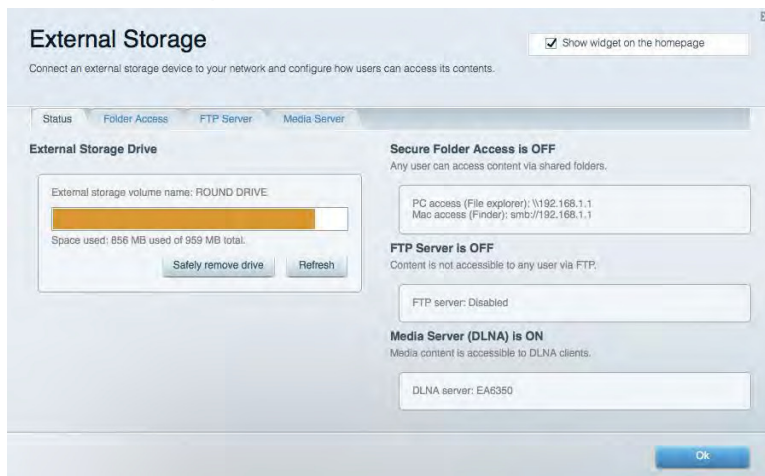 External Storage
Show widget on the homepage
Connect an external storage device to your network and configure how users can access its contents.
Status
Folder Access
FTP Server
Media Server
External Storage Drive
External storage volume name: ROUND DRIVE
Space used: 856 MB used of 959 MB total.
Safely remove drive
Refresh
Secure Folder Access is OFF
Any user can access content via shared folders.
PC access (File explorer): \\192.168.1.1
Mac access (Finder): smb://192.168.1.1
FTP Server is OFF
Content is not accessible to any user via FTP.
FTP server: Disabled
Media Server (DLNA) is ON
Media content is accessible to DLNA clients.
DLNA server: EA6350
Ok